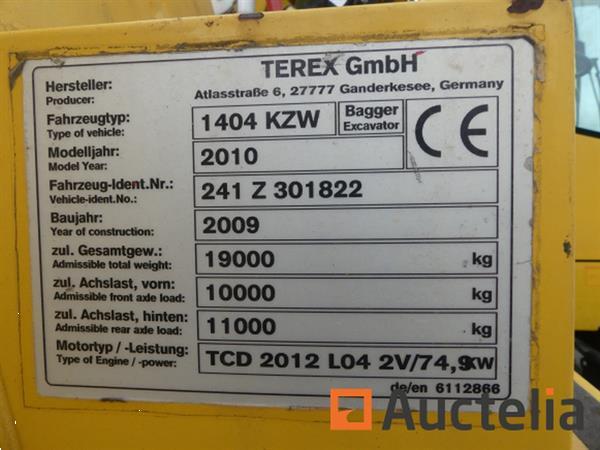 TEREX GmbH
Hersteller:
Producer:
Atlasstraße 6, 27777 Ganderkesee, Germany
Fahrzeugtyp:
Type of vehicle:
1404 KZW
Bagger
Excavator
CE
Modelljahr:
Model Year:
2010
Fahrzeug-Ident.Nr.:
Vehicle-ident.No.:
241 Z 301822
Baujahr:
Year of construction:
2009
zul. Gesamtgew.:
Admissible total weight:
19000 kg
zul. Achslast, vorn:
Admissible front axle load:
10000 kg
zul. Achslast, hinten:
Admissible rear axle load:
11000 kg
Motortyp / -Leistung:
Type of Engine / -power:
TCD 2012 L04 2V/74,9KW
de/en 6112866
Auctelia